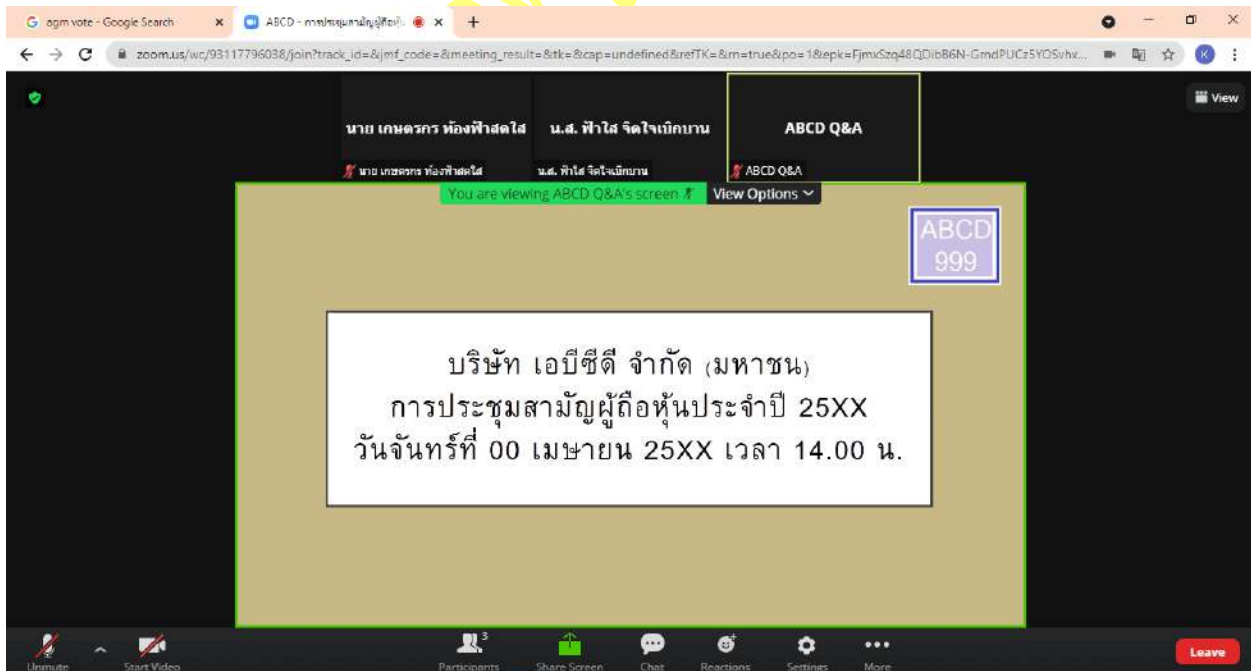 agm vote - Google Search
ABCD - การประชุมสามัญผู้ถือหุ้
zoom.us/wc/93117796038/join?track_id=&jmf_code=&meeting_result=&tk=&cap=undefined&refTK=&rn=true&po=1&epk=FjmxSzq48QDibB6N-GmdPUCz5YOSvhx...
K
View
นาย เกษตรกร ท้องฟ้าสดใส
น.ส. ฟ้าใส จิตใจเบิกบาน
ABCD Q&A
นาย เกษตรกร ท้องฟ้าสดใส
น.ส. ฟ้าใส จิตใจเบิกบาน
ABCD Q&A
You are viewing ABCD Q&A's screen
View Options
ABCD
999
บริษัท เอบีซีดี จำกัด (มหาชน)
การประชุมสามัญผู้ถือหุ้นประจำปี 25XX
วันจันทร์ที่ 00 เมษายน 25XX เวลา 14.00 น.
Unmute
Start Video
Participants
3
Share Screen
Chat
Reactions
Settings
More
Leave